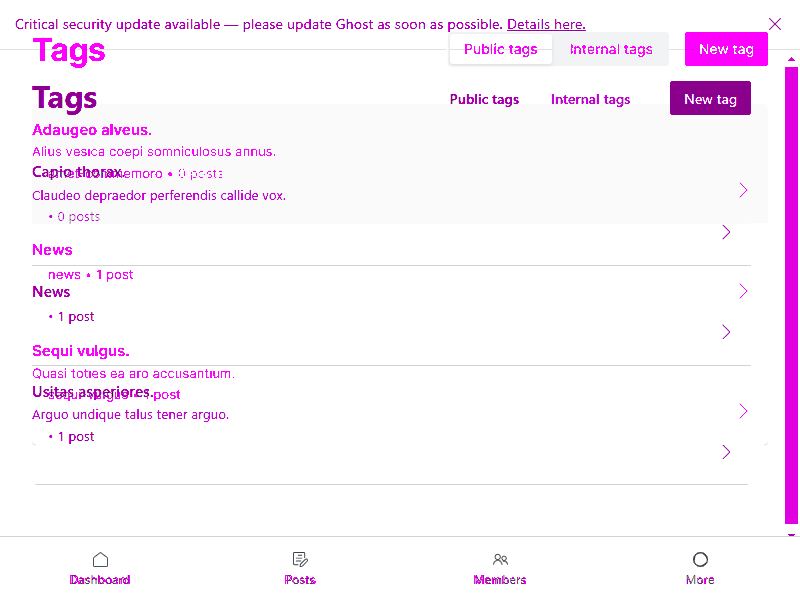 Critical security update available — please update Ghost as soon as possible. Details here.
Tags
Public tags Internal tags New tag
Tags
Public tags Internal tags New tag
Adaugeo alveus.
Alius vesica coepi somniculosus annus.
Capio thorax.
amet-commemoro • 0 posts
Claudeo depraedor perferendis callide vox.
• 0 posts
News
news • 1 post
News
• 1 post
Sequi vulgus.
Quasi toties ea aro accusantium.
Usitas asperiores.
sequi-vulgus • 1 post
Arguo undique talus tener arguo.
• 1 post
Dashboard Posts Members More